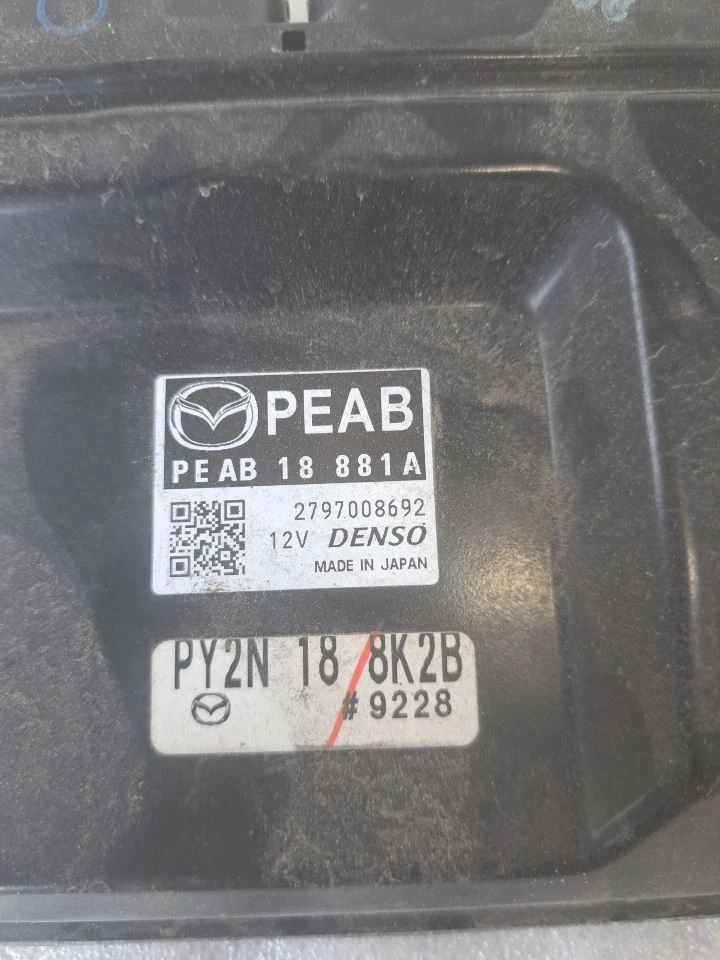 PEAB
PE AB 18 881A
2797008692
12V DENSO
MADE IN JAPAN
PY2N 18 8K2B
#9228